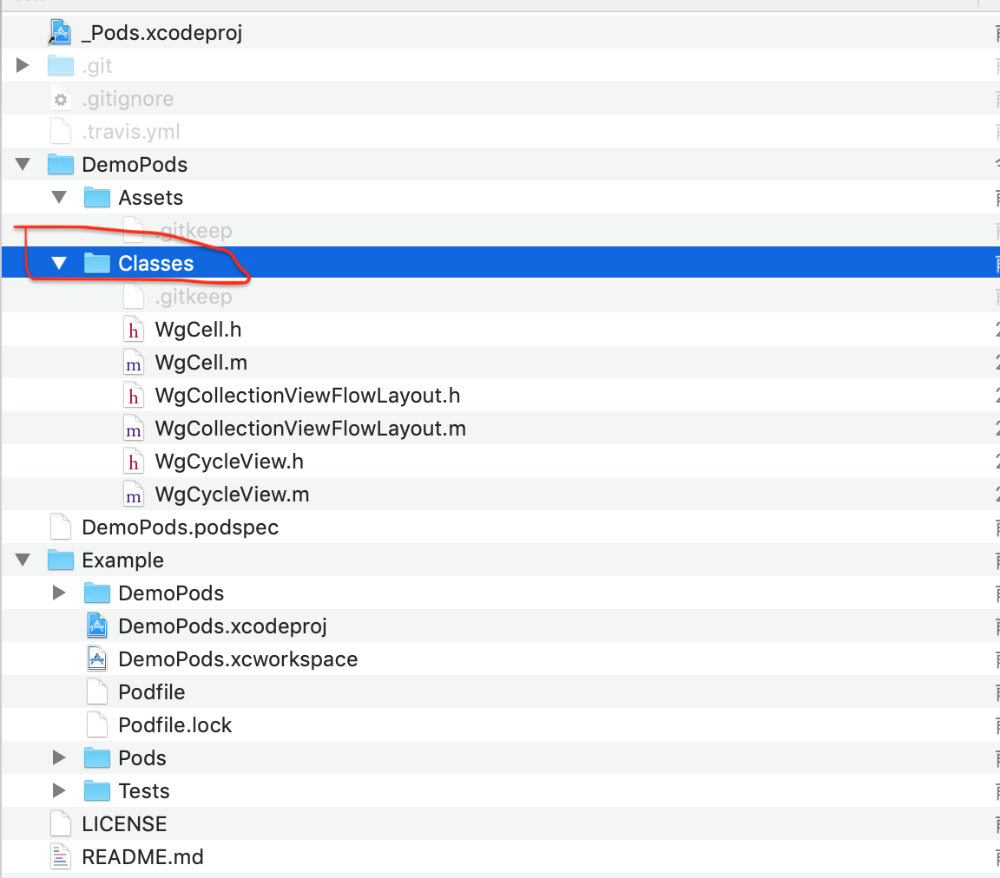 _Pods.xcodeproj
.git
.gitignore
.travis.yml
DemoPods
Assets
.gitkeep
Classes
.gitkeep
WgCell.h
WgCell.m
WgCollectionViewFlowLayout.h
WgCollectionViewFlowLayout.m
WgCycleView.h
WgCycleView.m
DemoPods.podspec
Example
DemoPods
DemoPods.xcodeproj
DemoPods.xcworkspace
Podfile
Podfile.lock
Pods
Tests
LICENSE
README.md